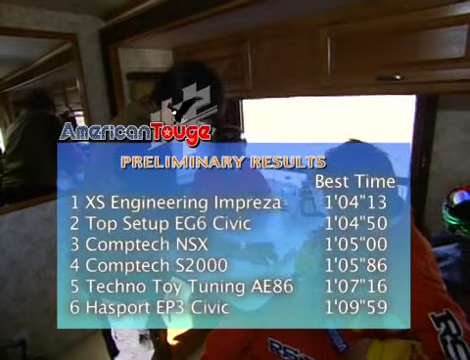 American Touge
PRELIMINARY RESULTS
Best Time
1 XS Engineering Impreza 1'04"13
2 Top Setup EG6 Civic 1'04"50
3 Comptech NSX 1'05"00
4 Comptech S2000 1'05"86
5 Techno Toy Tuning AE86 1'07"16
6 Hasport EP3 Civic 1'09"59